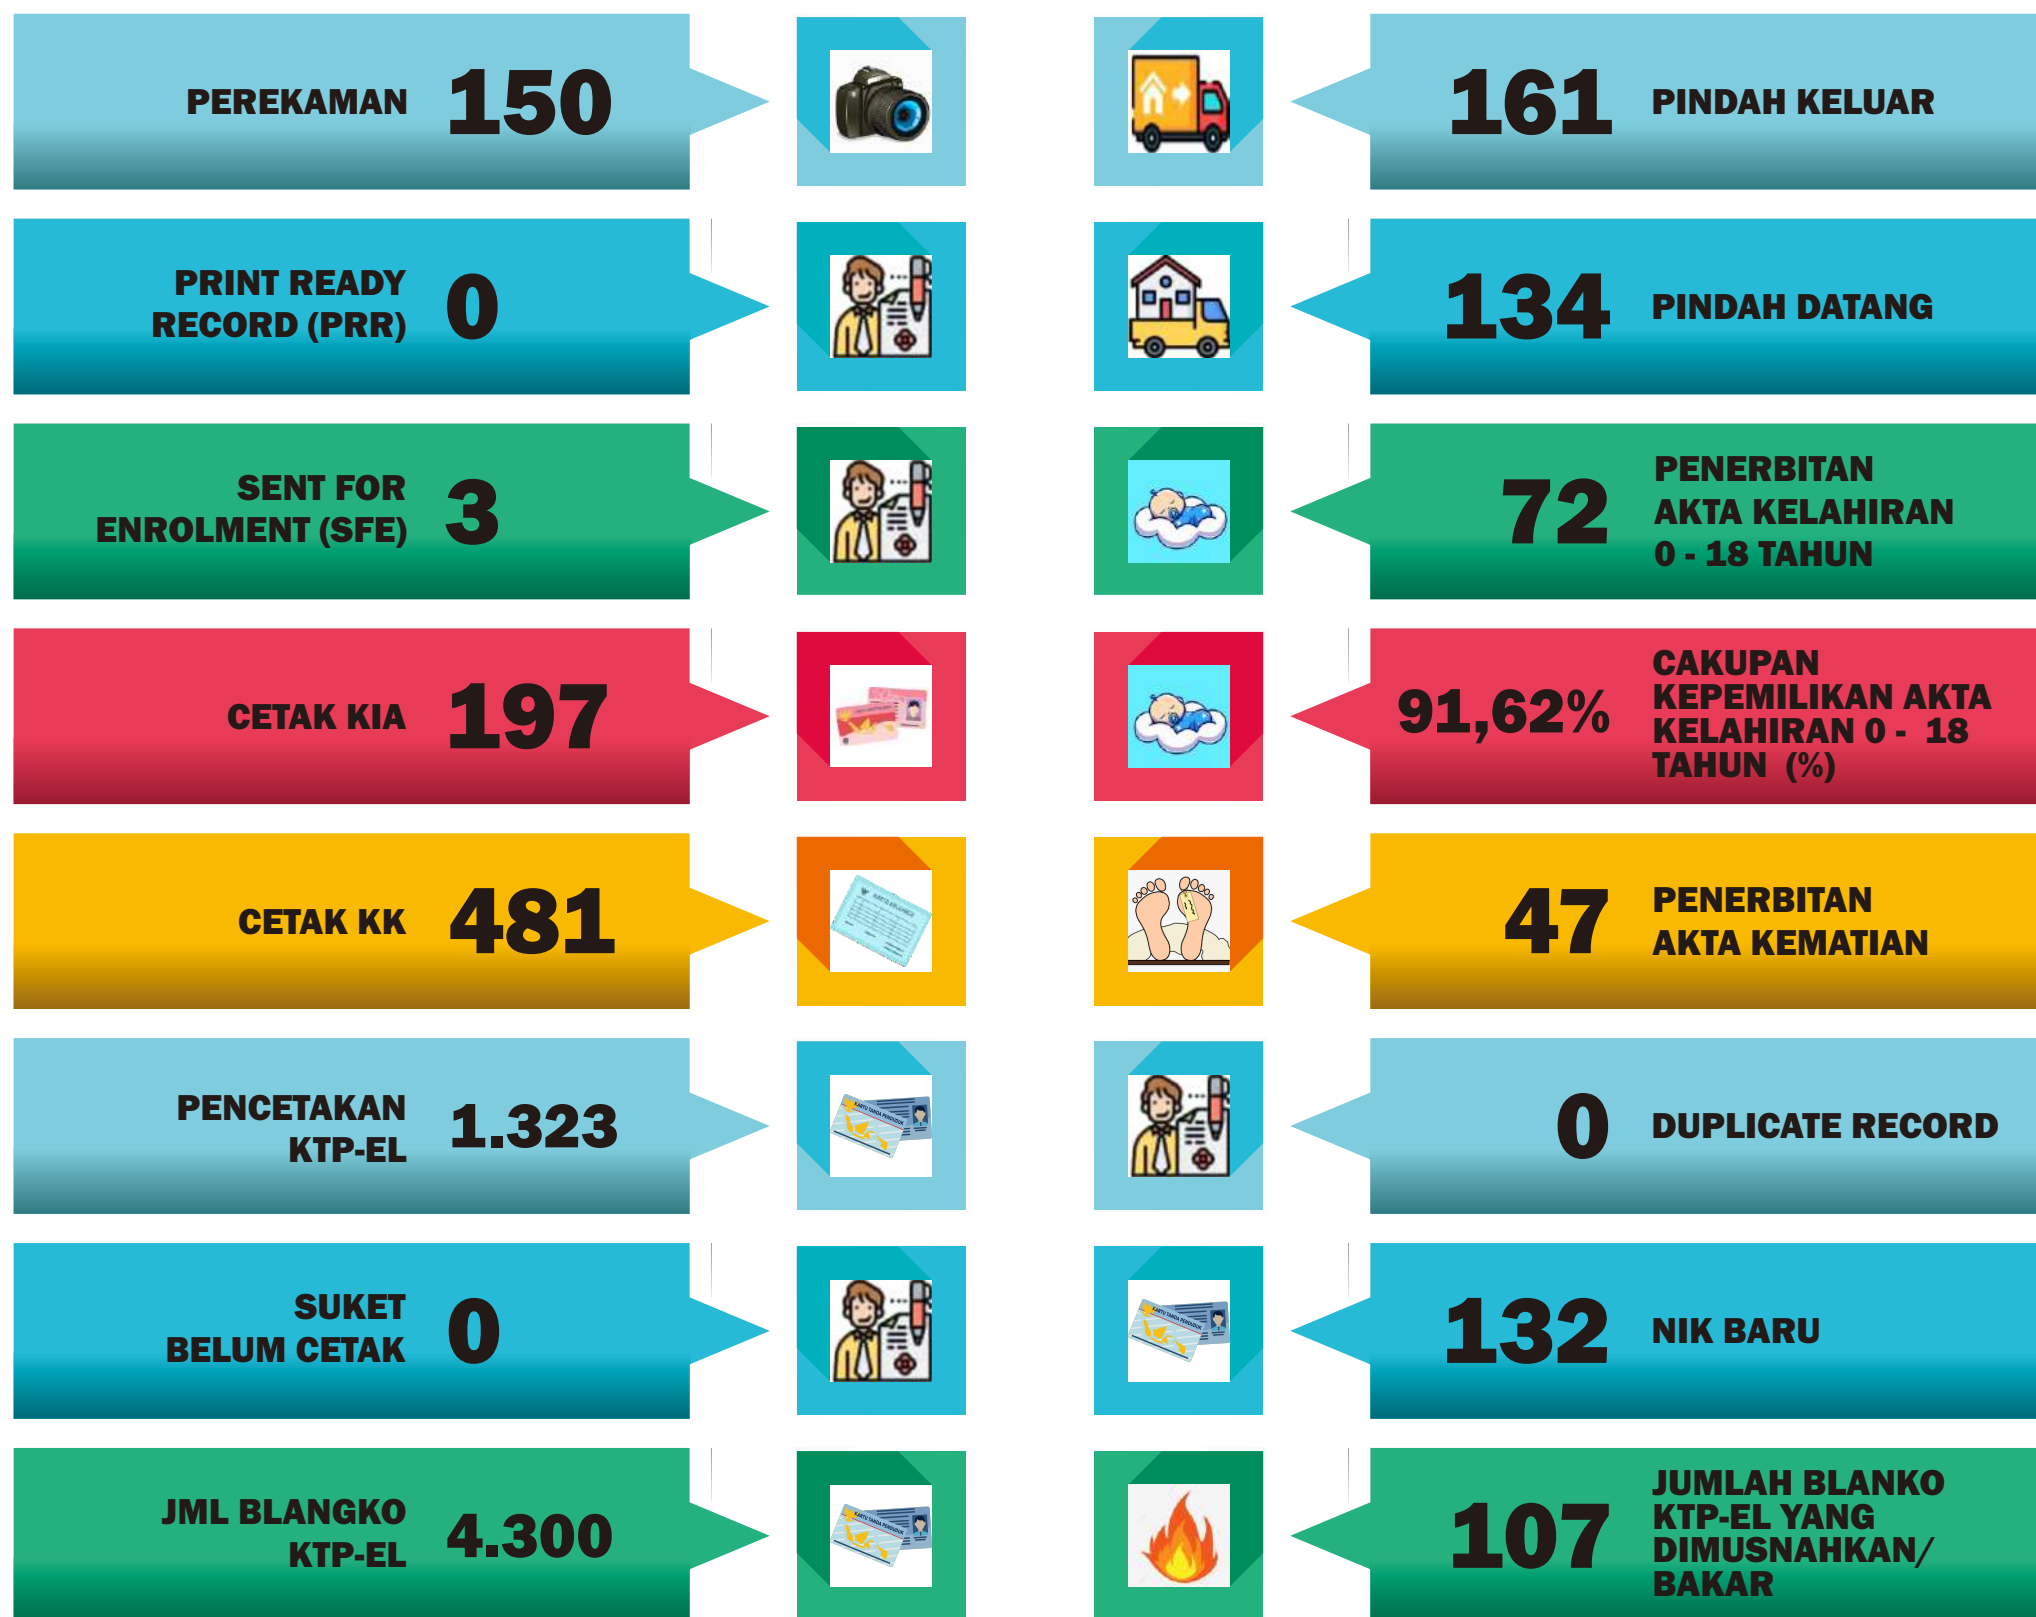 PEREKAMAN 150
161 PINDAH KELUAR
PRINT READY
RECORD (PRR) 0
134 PINDAH DATANG
SENT FOR
ENROLMENT (SFE) 3
72 PENERBITAN
AKTA KELAHIRAN
0 - 18 TAHUN
CETAK KIA 197
91,62% CAKUPAN
KEPEMILIKAN AKTA
KELAHIRAN 0 - 18
TAHUN (%)
CETAK KK 481
47 PENERBITAN
AKTA KEMATIAN
PENCETAKAN
KTP-EL 1.323
0 DUPLICATE RECORD
SUKET
BELUM CETAK 0
132 NIK BARU
JML BLANGKO
KTP-EL 4.300
107 JUMLAH BLANKO
KTP-EL YANG
DIMUSNAHKAN/
BAKAR